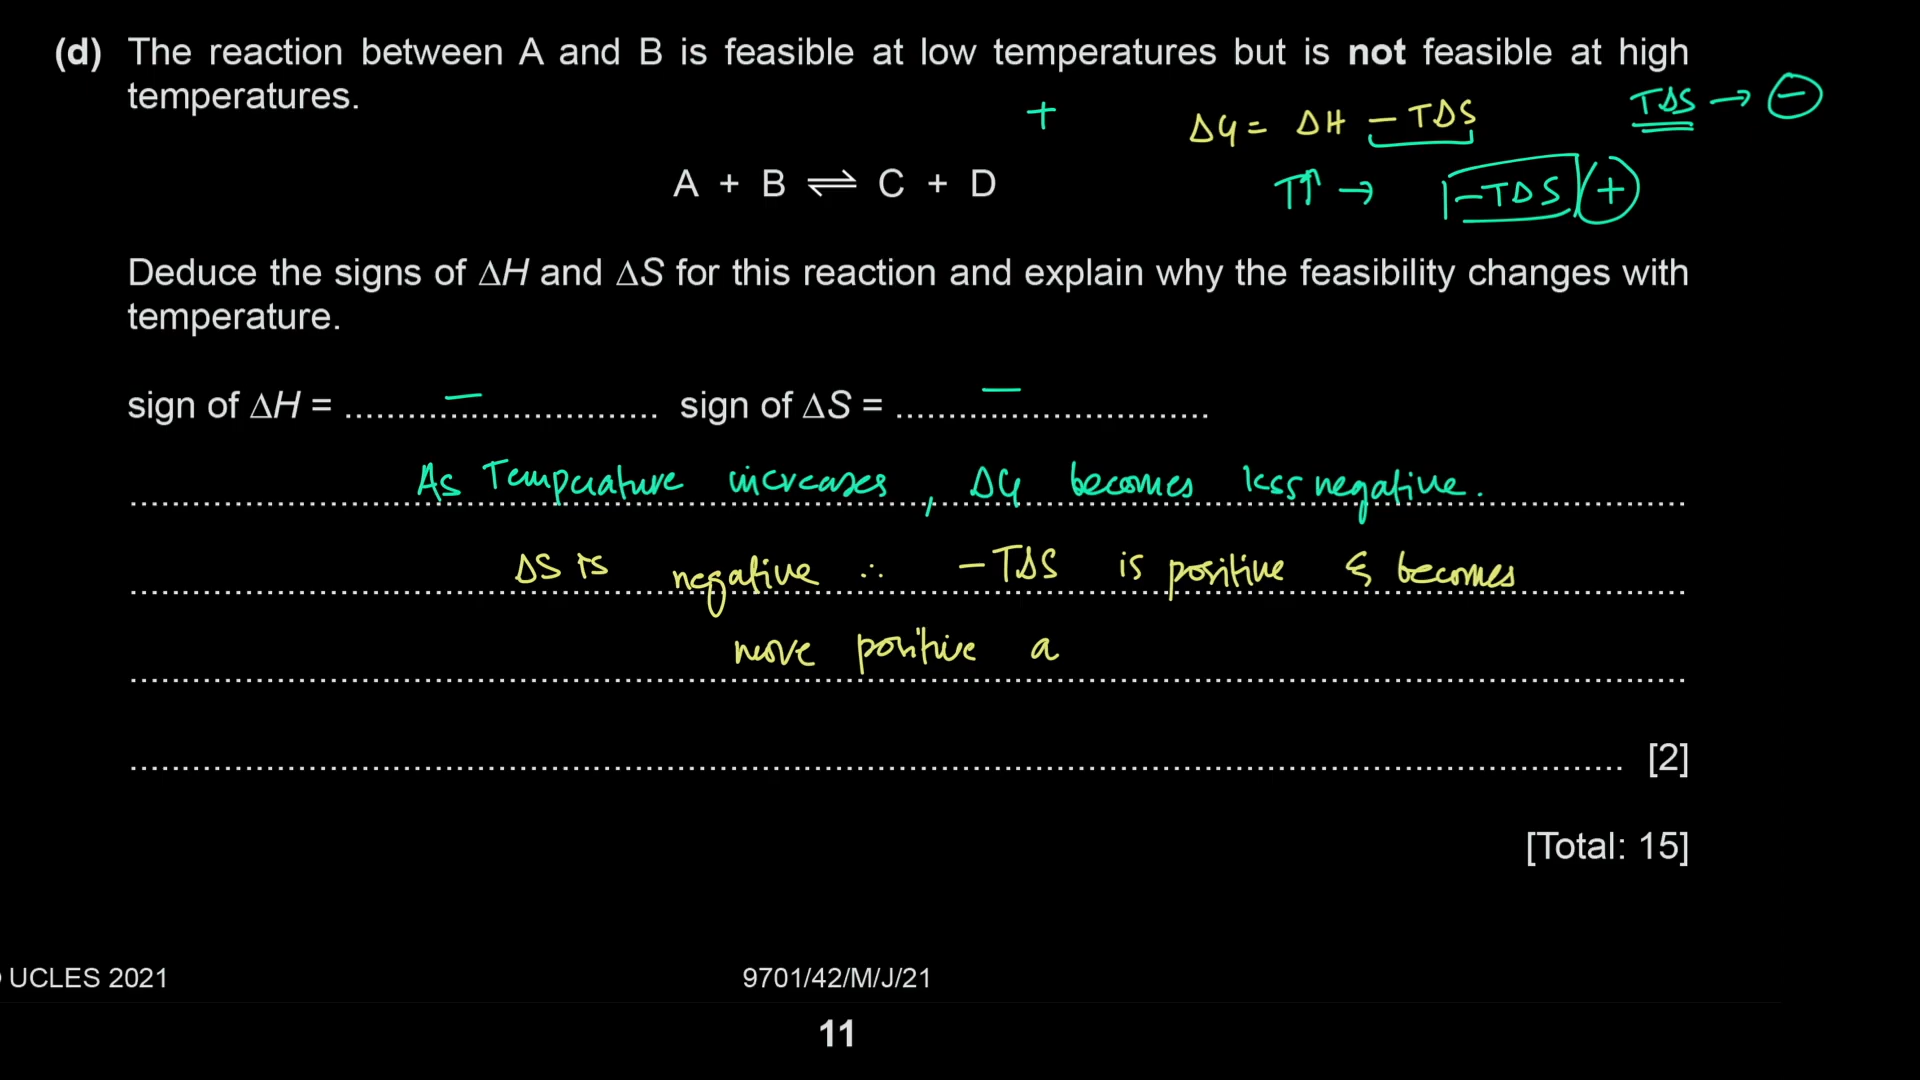 (d) The reaction between A and B is feasible at low temperatures but is not feasible at high
temperatures.
+
ΔG = ΔH − TΔS
TΔS → −
A + B ⇌ C + D
T↑ → −TΔS (+)
Deduce the signs of ΔH and ΔS for this reaction and explain why the feasibility changes with
temperature.
sign of ΔH = .............. − .............. sign of ΔS = .............. − ..............
As Temperature increases, ΔG becomes less negative.
ΔS is negative ∴ −TΔS is positive & becomes
more positive a
[2]
[Total: 15]
UCLES 2021
9701/42/M/J/21
11